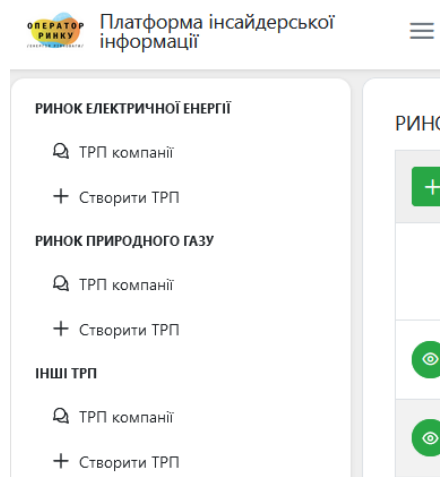 ОПЕРАТОР
РИНКУ
Платформа інсайдерської
інформації
РИНОК ЕЛЕКТРИЧНОЇ ЕНЕРГІЇ
ТРП компанії
Створити ТРП
РИНОК ПРИРОДНОГО ГАЗУ
ТРП компанії
Створити ТРП
ІНШІ ТРП
ТРП компанії
Створити ТРП